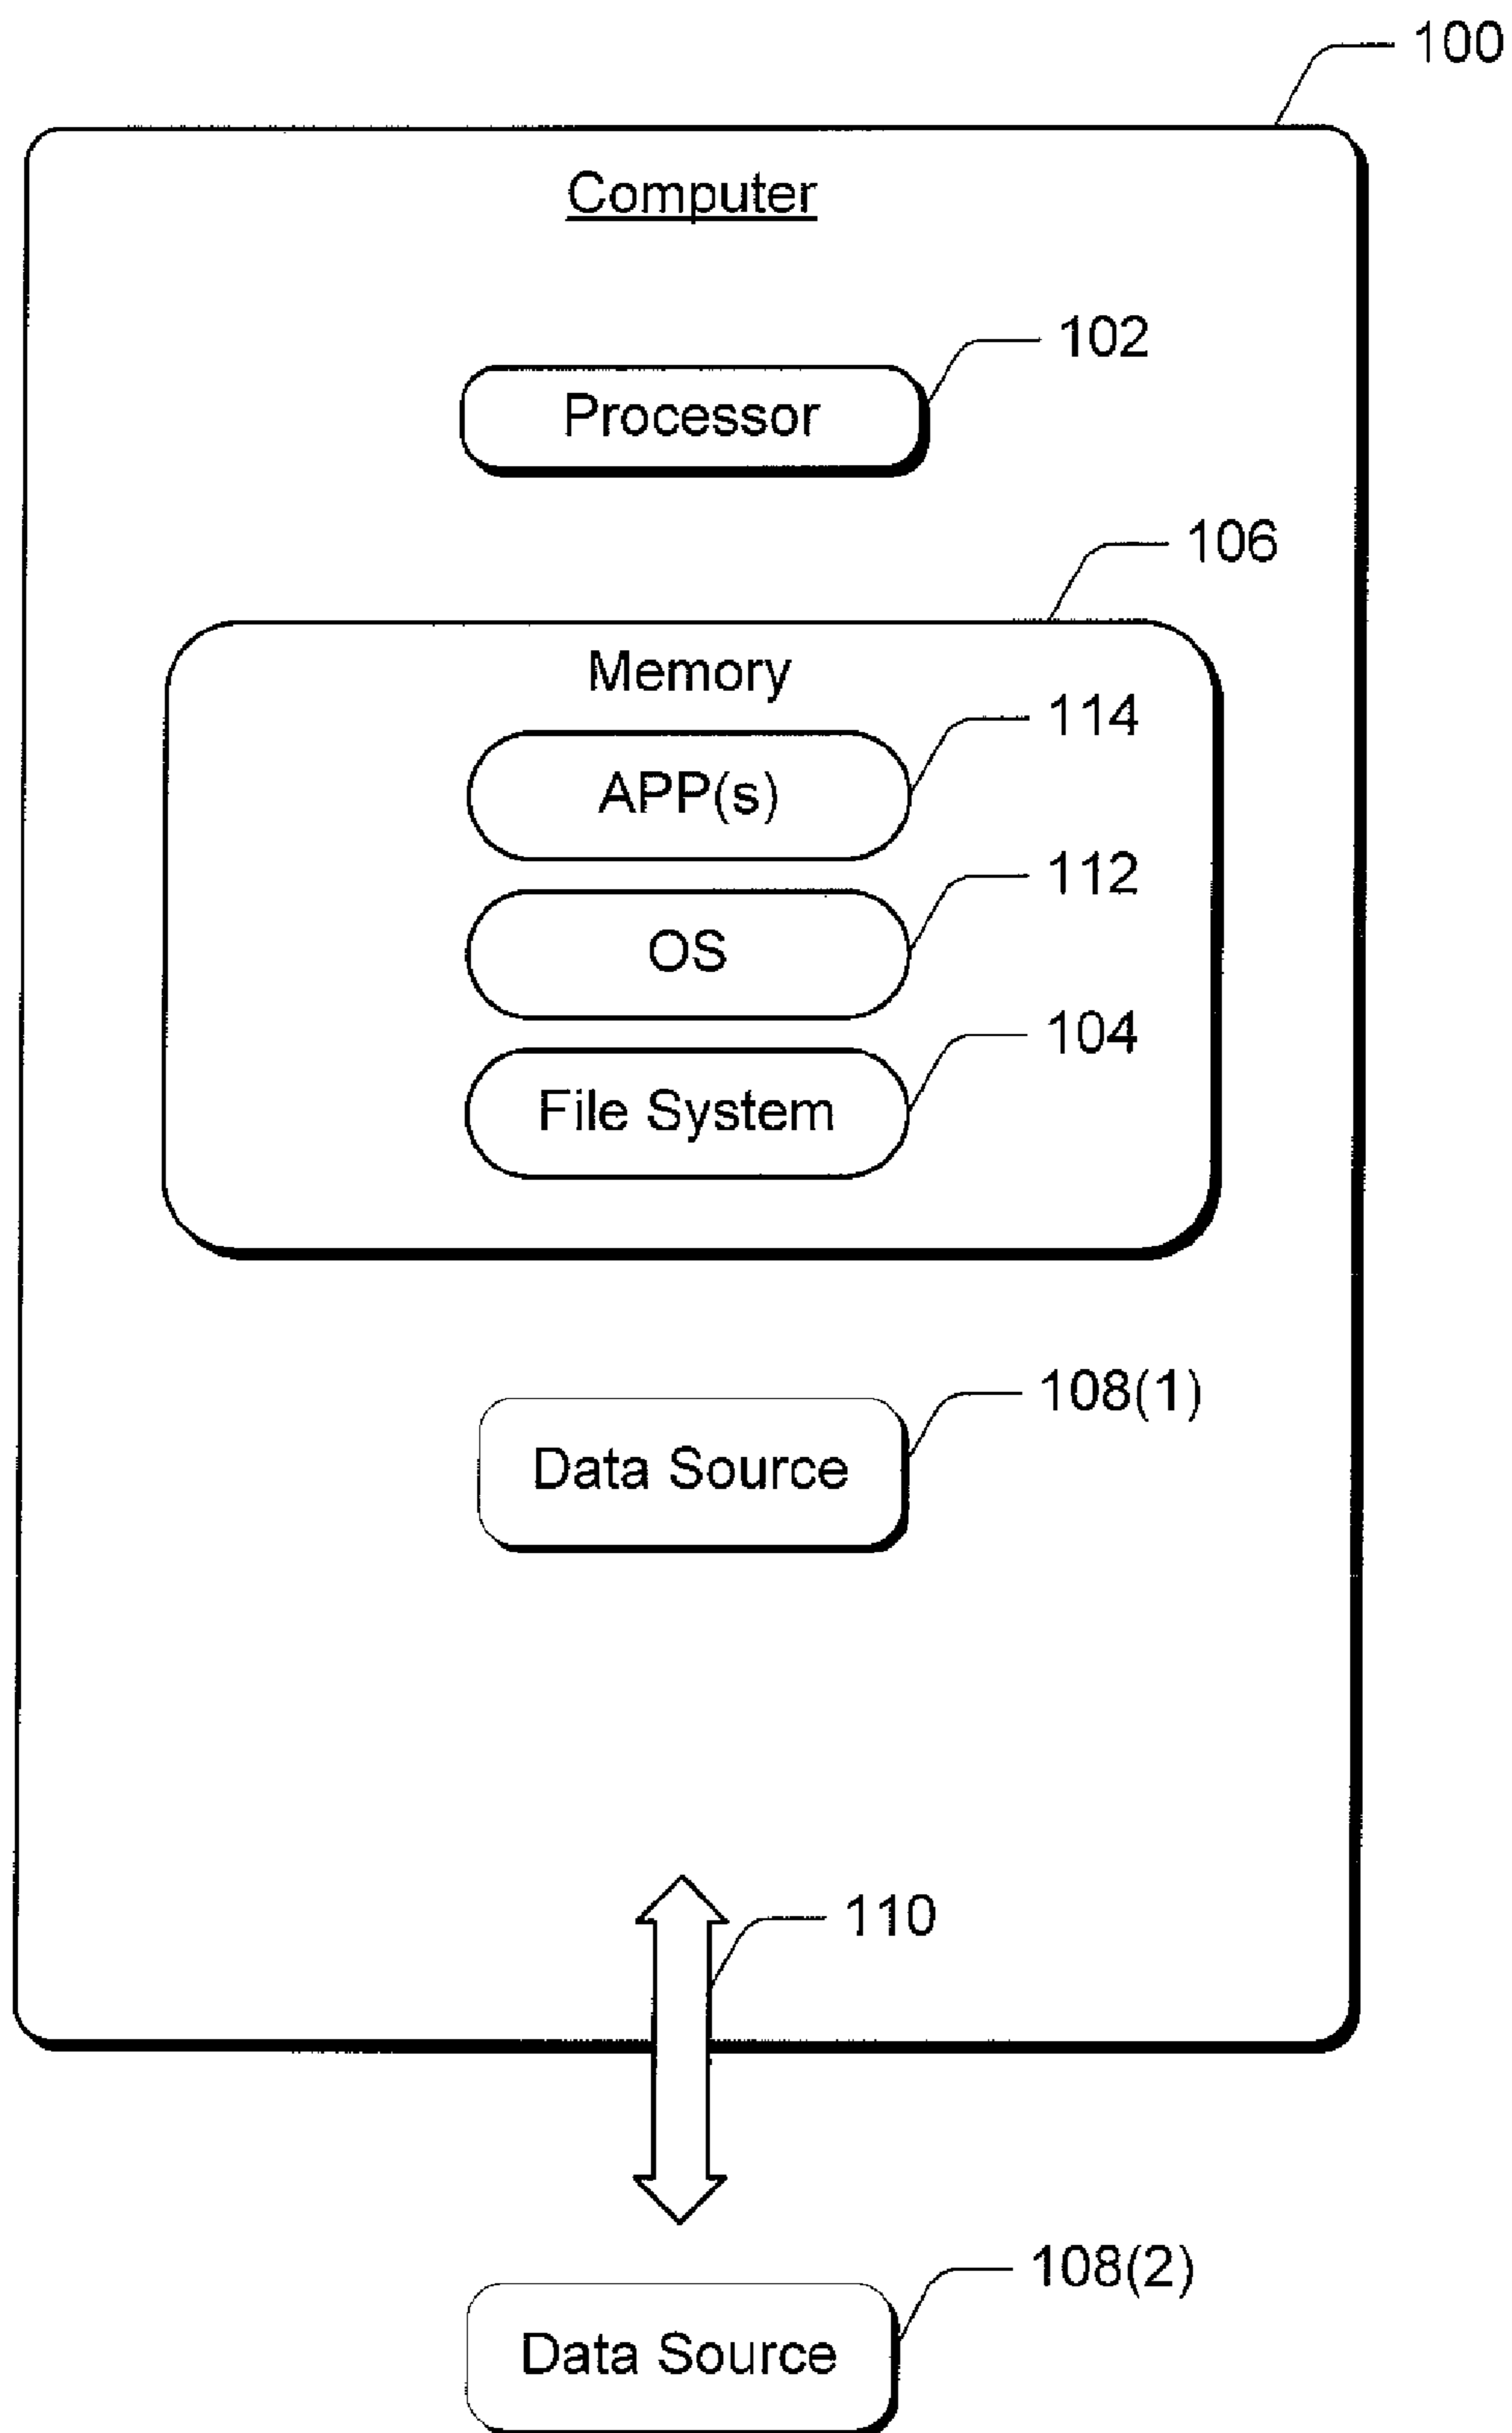 100
Computer
102
Processor
106
Memory
114
APP(s)
112
OS
104
File System
108(1)
Data Source
110
108(2)
Data Source